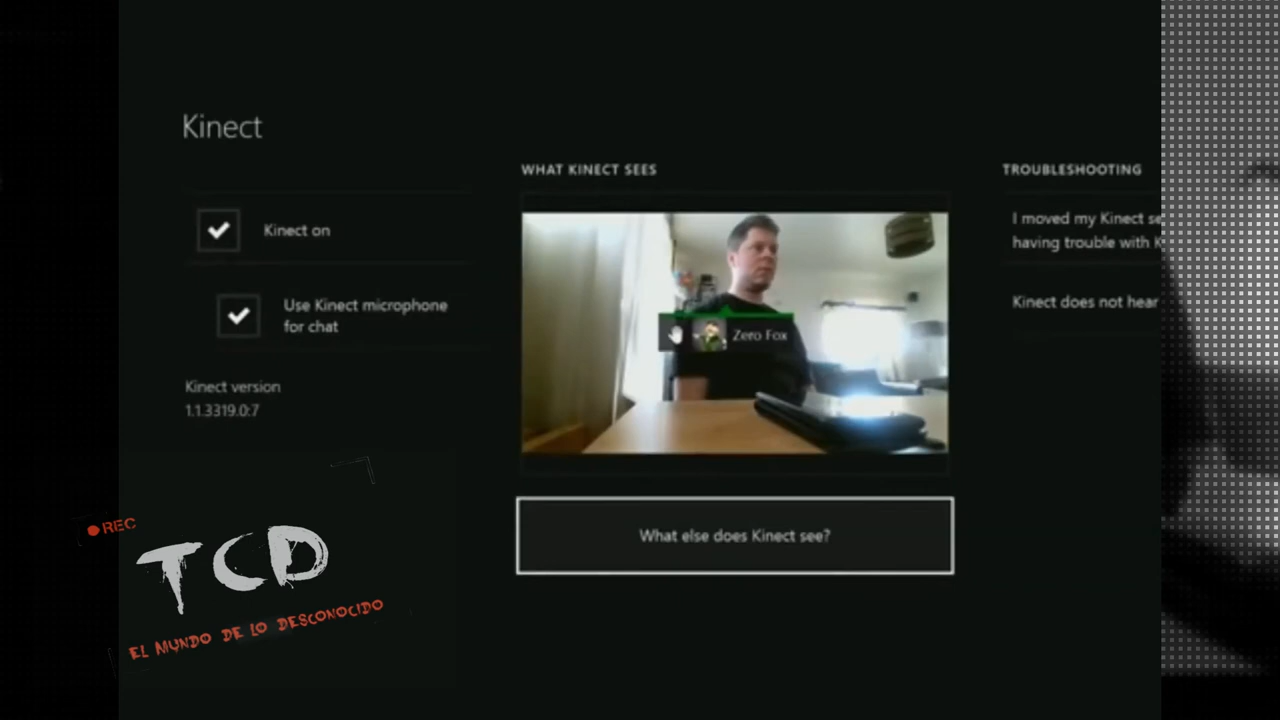 Kinect
Kinect on
Use Kinect microphone
for chat
Kinect version
1.1.3319.0:7
WHAT KINECT SEES
Zero Fox
What else does Kinect see?
TROUBLESHOOTING
I moved my Kinect se
having trouble with K
Kinect does not hear
REC
TCD
EL MUNDO DE LO DESCONOCIDO